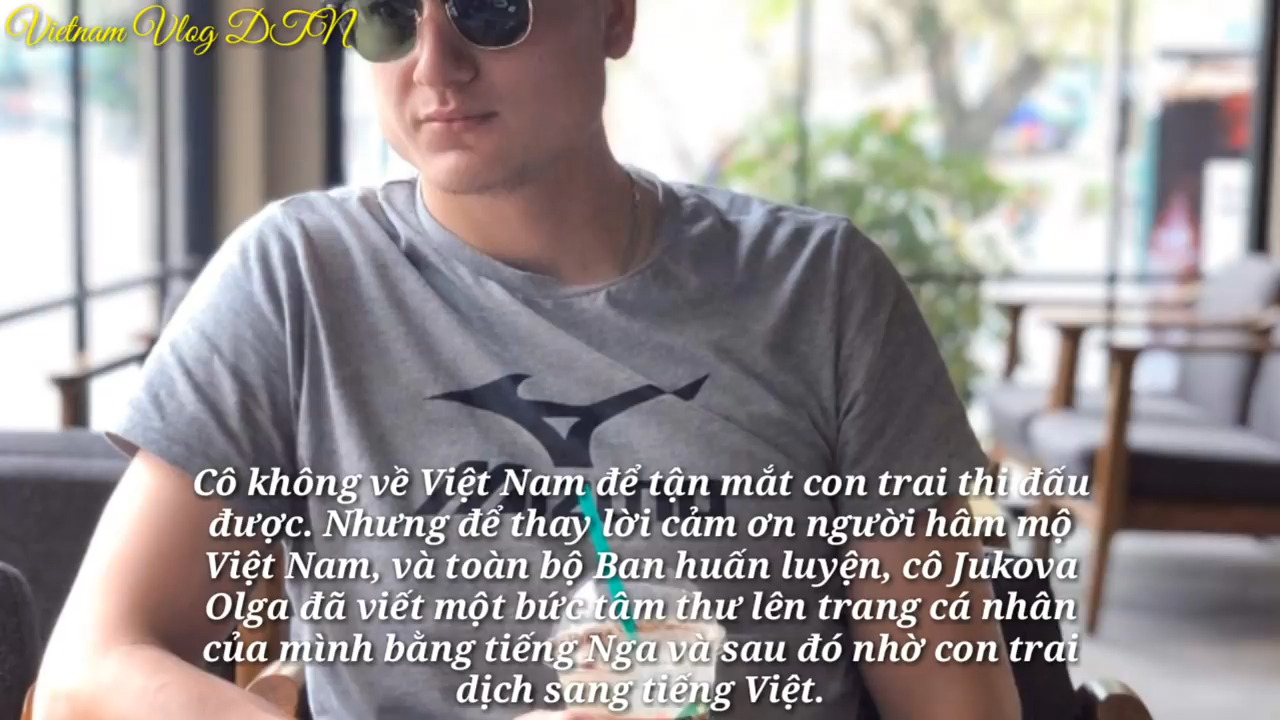 Vietnam Vlog DTN
Cô không về Việt Nam để tận mắt con trai thi đấu
được. Nhưng để thay lời cảm ơn người hâm mộ
Việt Nam, và toàn bộ Ban huấn luyện, cô Jukova
Olga đã viết một bức tâm thư lên trang cá nhân
của mình bằng tiếng Nga và sau đó nhờ con trai
dịch sang tiếng Việt.